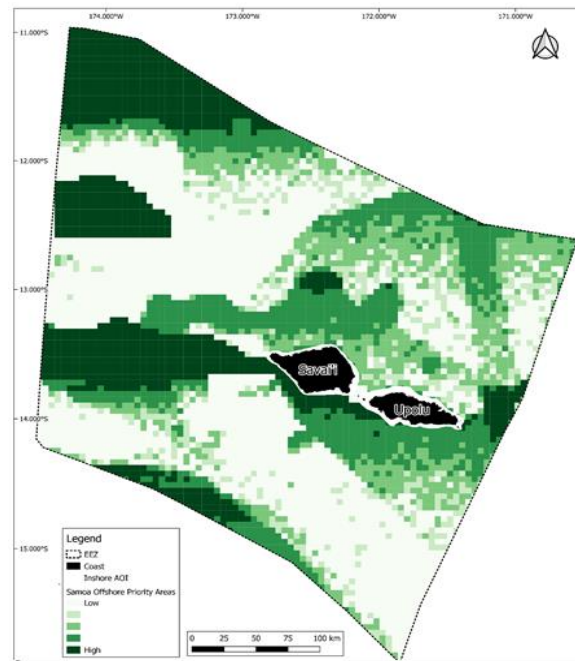 174.000°W 173.000°W 172.000°W 171.000°W
11.000°S
12.000°S
13.000°S
14.000°S
15.000°S
Savai'i
Upolu
Legend
EEZ
Coast
Inshore AOI
Samoa Offshore Priority Areas
Low
High
0 25 50 75 100 km